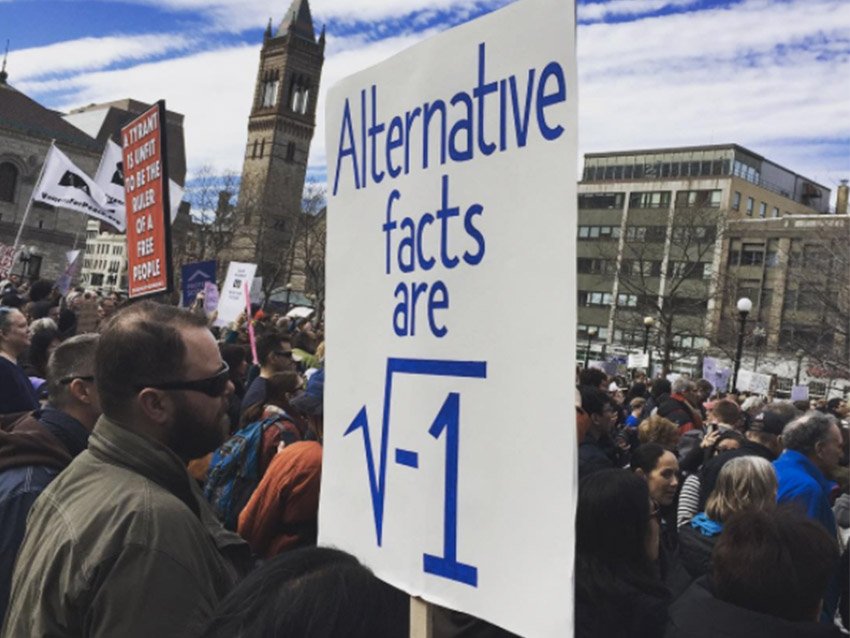 Alternative
facts
are
√-1
A TYRANT
IS UNFIT
TO BE THE
RULER
OF A
FREE
PEOPLE